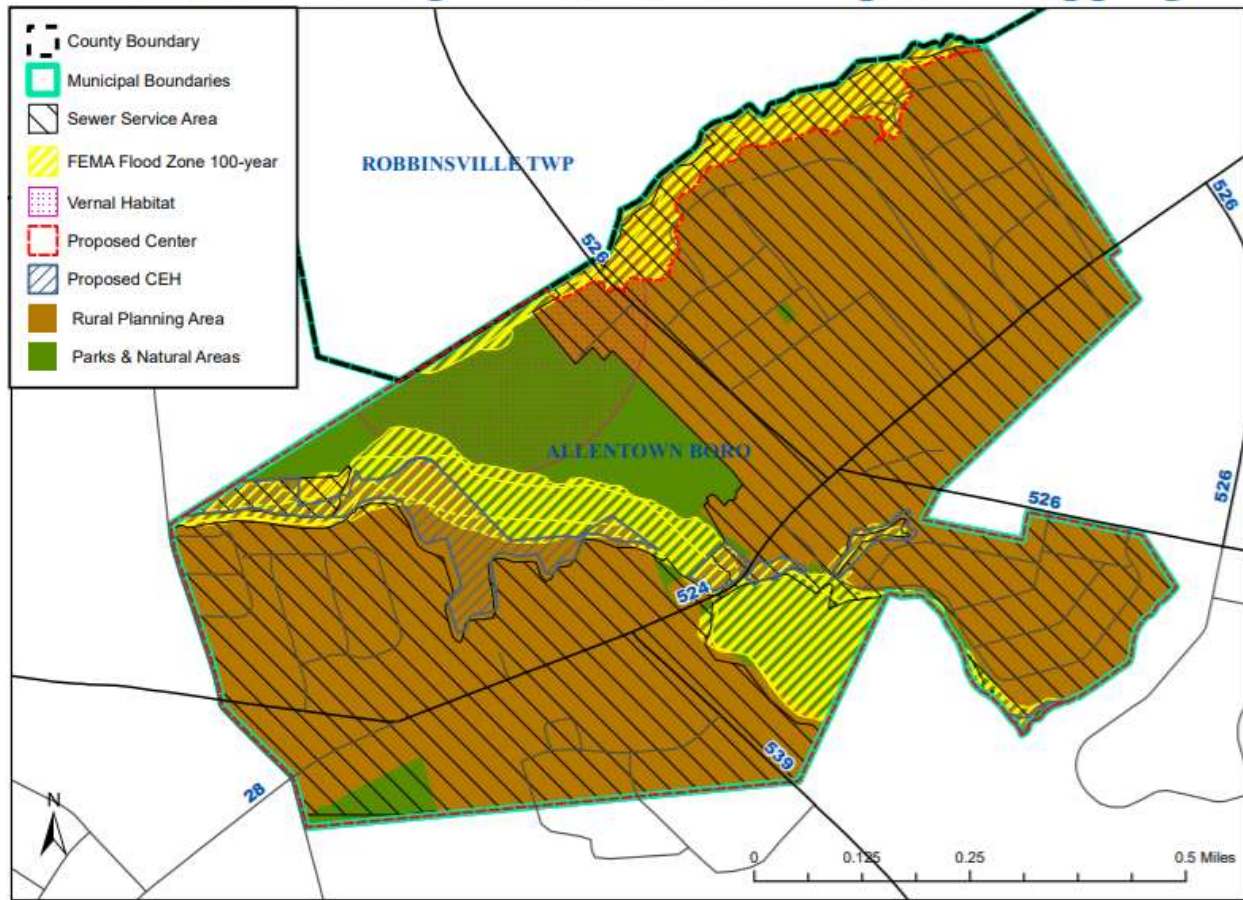 County Boundary
Municipal Boundaries
Sewer Service Area
FEMA Flood Zone 100-year
Vernal Habitat
Proposed Center
Proposed CEH
Rural Planning Area
Parks & Natural Areas
ROBBINSVILLE TWP
526
526
ALLENTOWN BORO
526
526
524
539
28
N
0 0.125 0.25 0.5 Miles